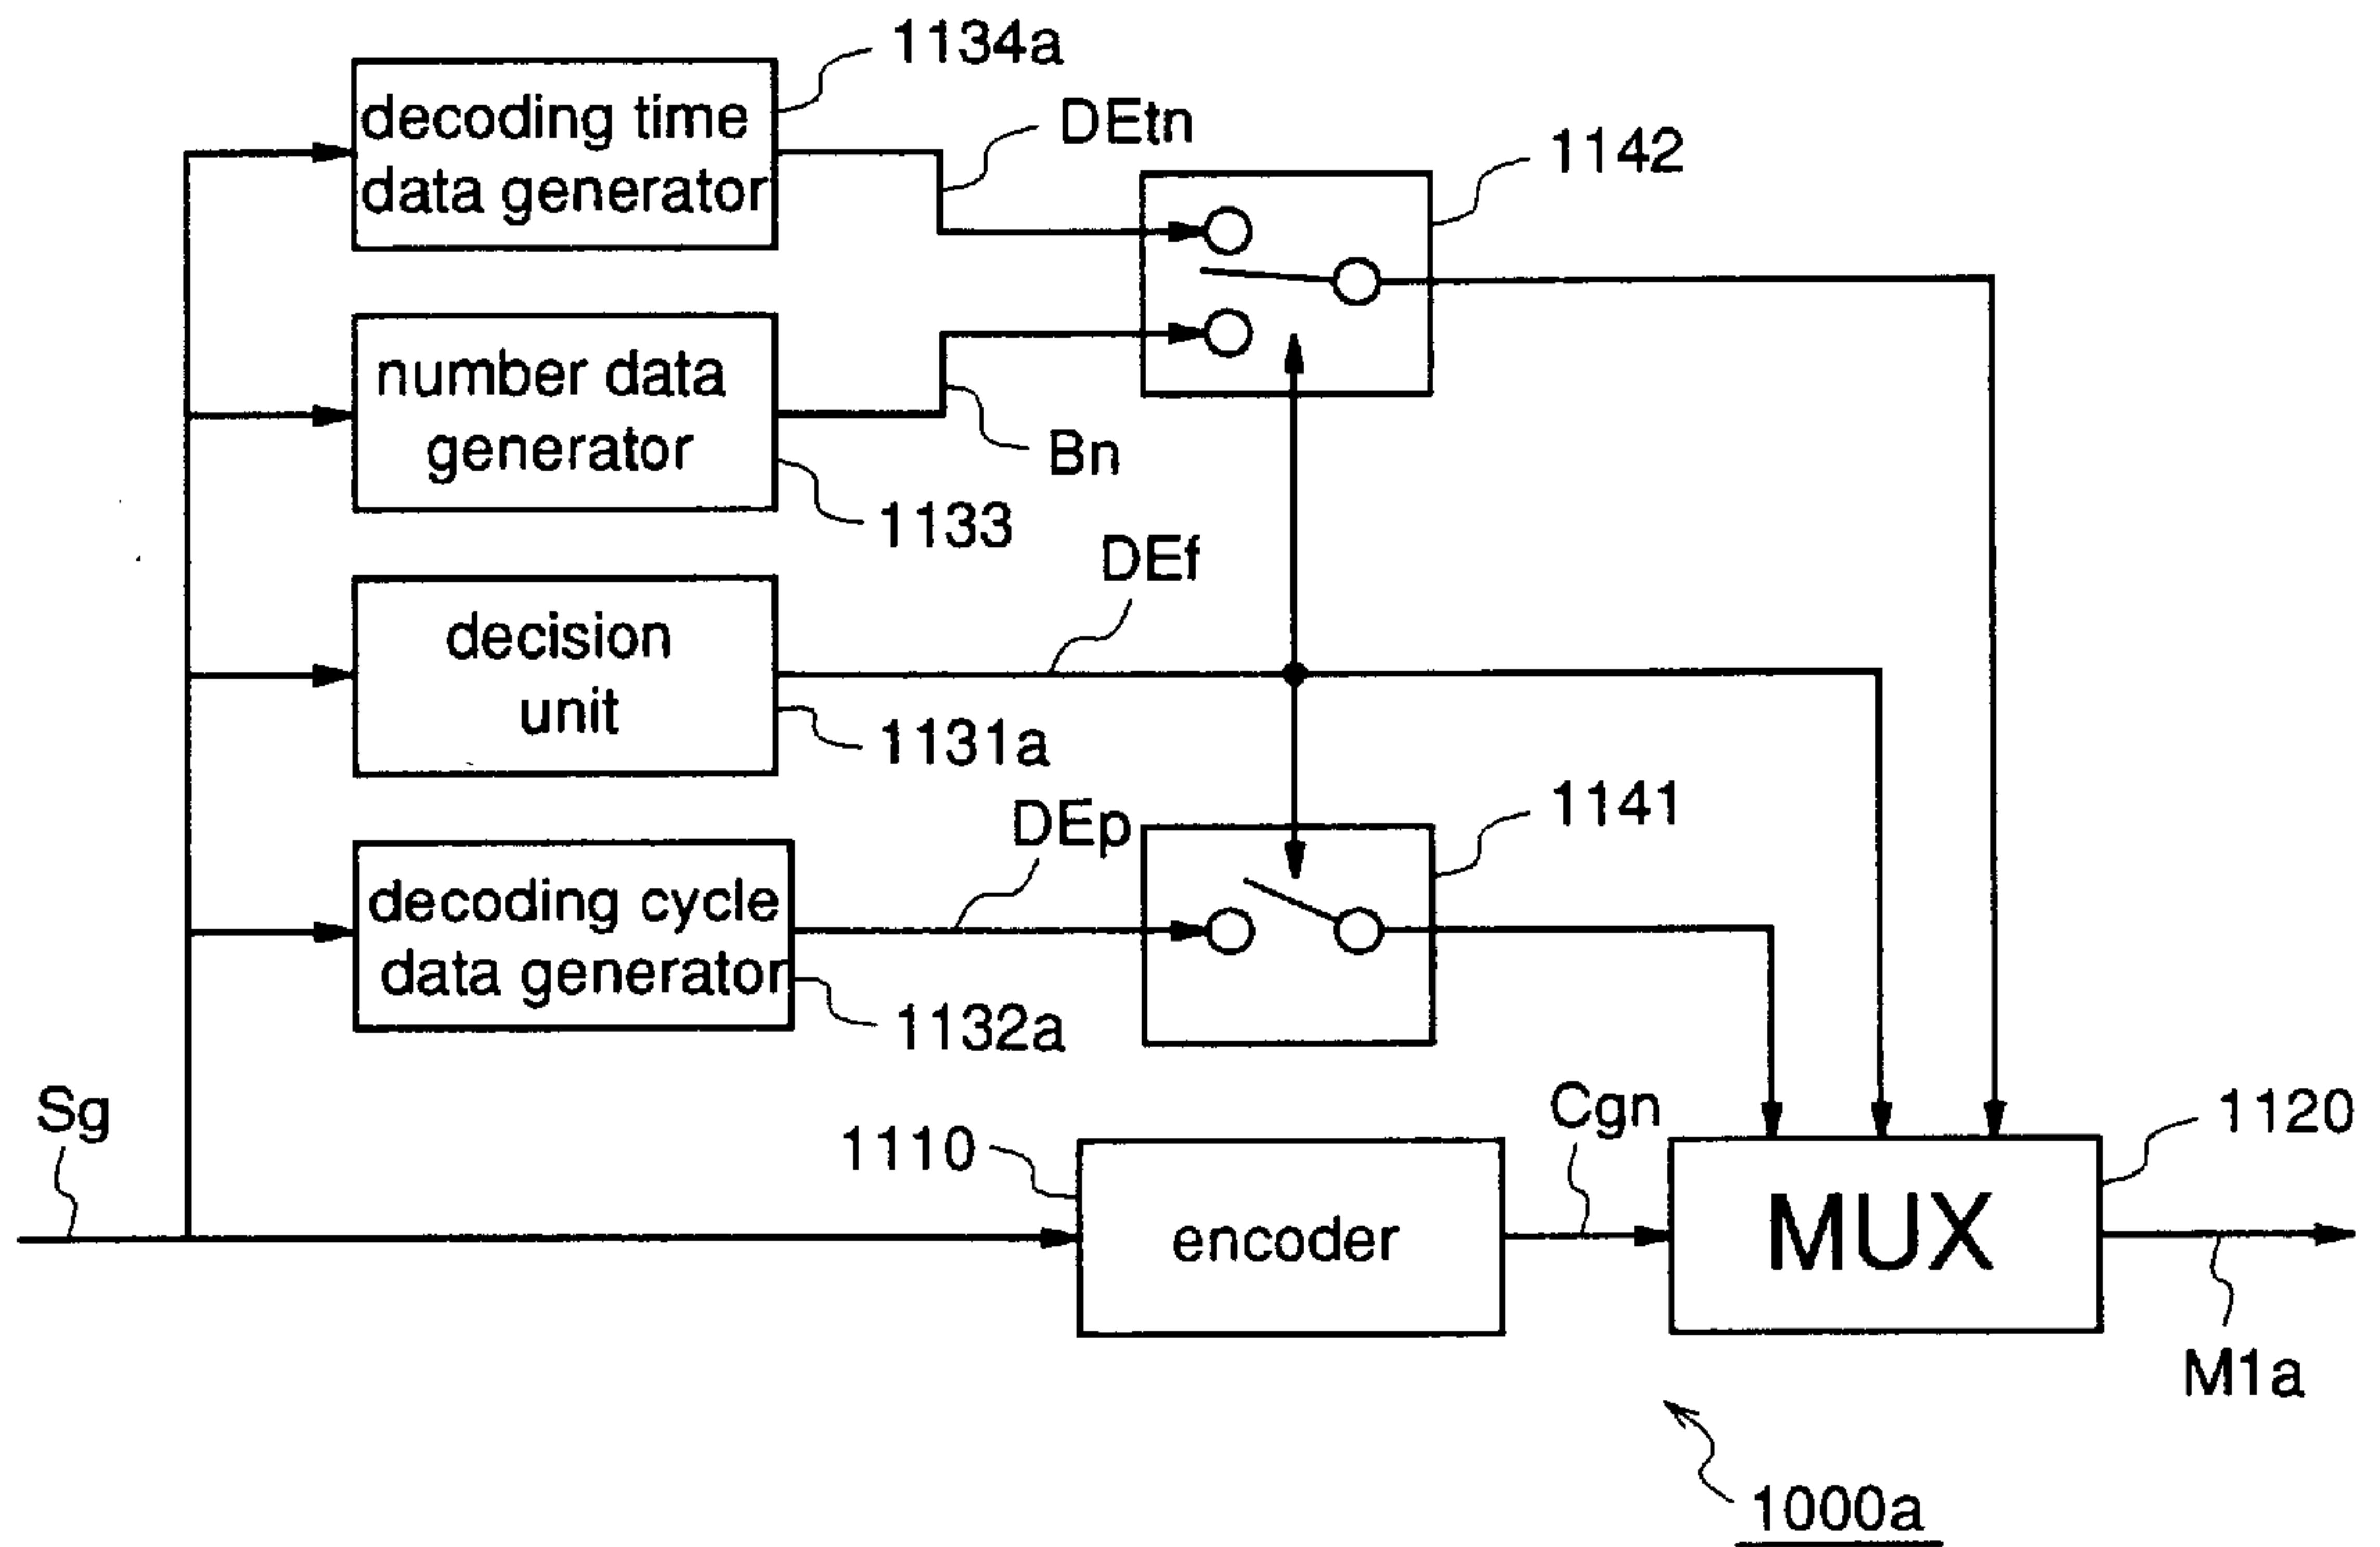 1134a
decoding time
data generator
DEtn
1142
number data
generator
Bn
1133
DEf
decision
unit
1131a
DEp
1141
decoding cycle
data generator
1132a
Sg
1110
Cgn
1120
encoder
MUX
M1a
1000a